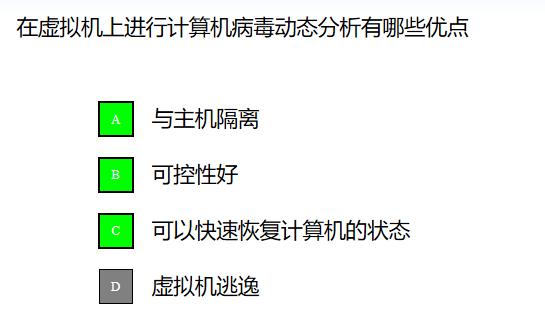 在虚拟机上进行计算机病毒动态分析有哪些优点
A 与主机隔离
B 可控性好
C 可以快速恢复计算机的状态
D 虚拟机逃逸